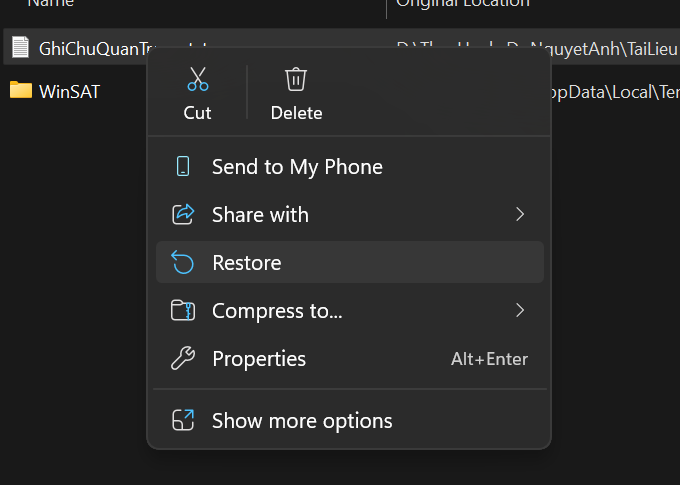 Name Original Location
GhiChuQuanTr
NguyetAnh\TaiLieu
WinSAT
ppData\Local\Ter
Cut Delete
Send to My Phone
Share with
Restore
Compress to...
Properties Alt+Enter
Show more options